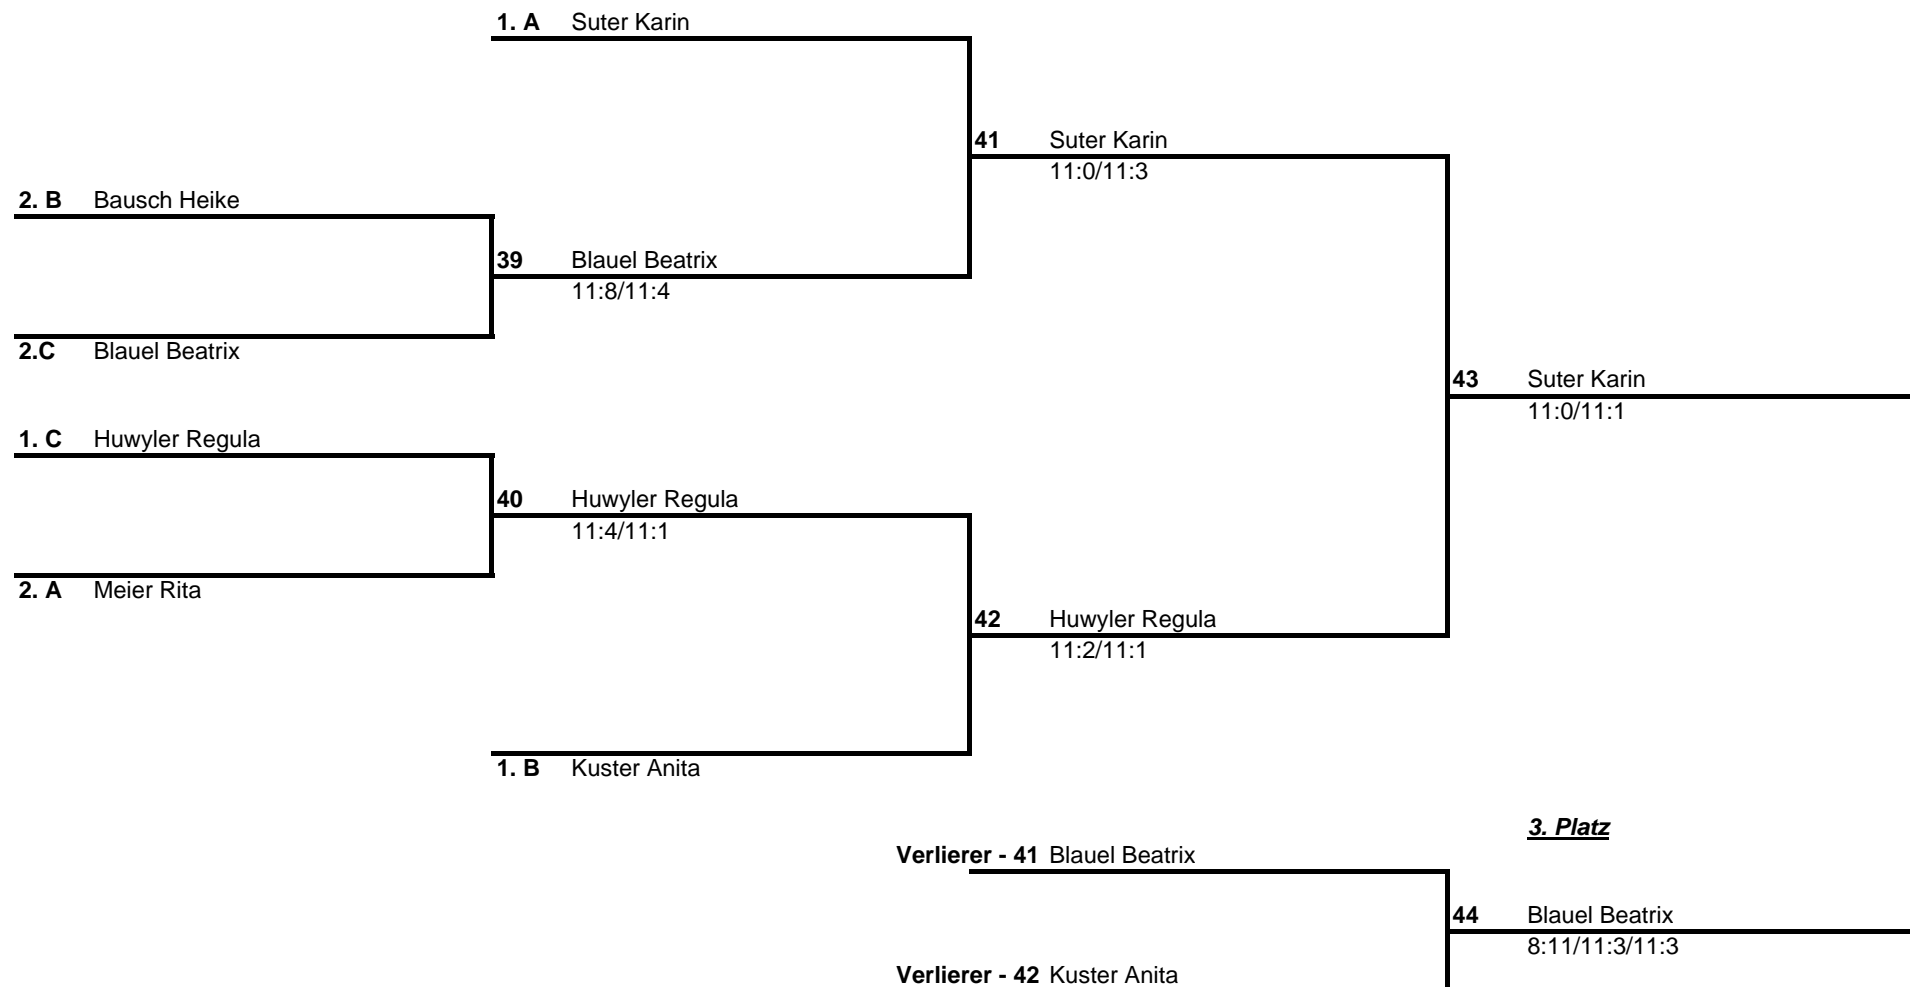 1. A Suter Karin
41 Suter Karin
11:0/11:3
2. B Bausch Heike
39 Blauel Beatrix
11:8/11:4
2.C Blauel Beatrix
43 Suter Karin
11:0/11:1
1. C Huwyler Regula
40 Huwyler Regula
11:4/11:1
2. A Meier Rita
42 Huwyler Regula
11:2/11:1
1. B Kuster Anita
3. Platz
Verlierer - 41 Blauel Beatrix
44 Blauel Beatrix
8:11/11:3/11:3
Verlierer - 42 Kuster Anita